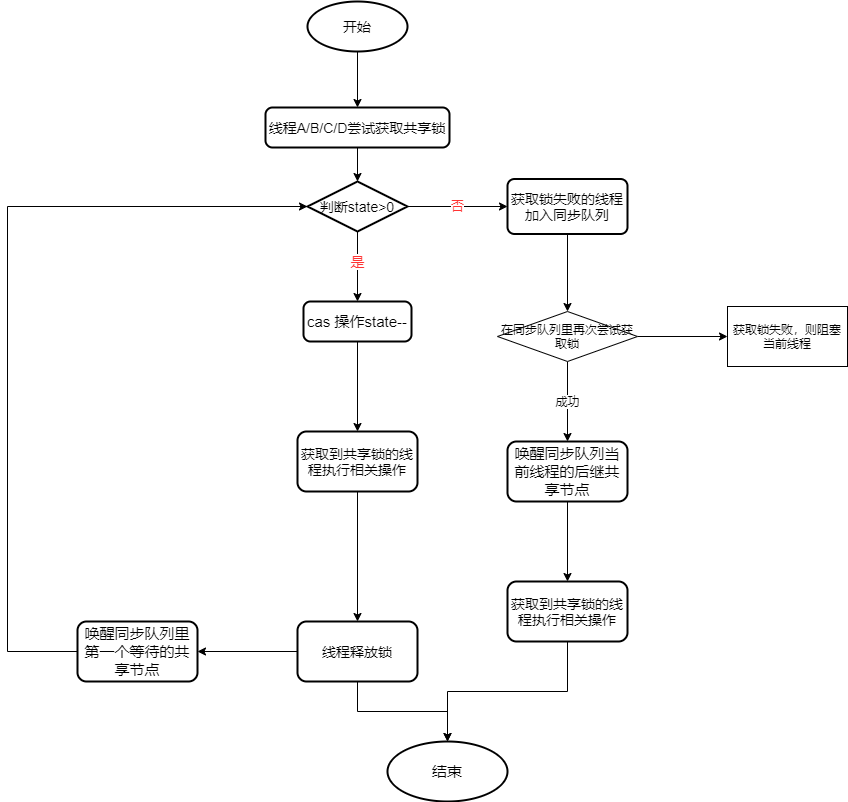 开始
线程A/B/C/D尝试获取共享锁
判断state>0
否
获取锁失败的线程
加入同步队列
是
cas 操作state--
在同步队列里再次尝试获
取锁
获取锁失败，则阻塞
当前线程
成功
获取到共享锁的线
程执行相关操作
唤醒同步队列当
前线程的后继共
享节点
获取到共享锁的线
程执行相关操作
唤醒同步队列里
第一个等待的共
享节点
线程释放锁
结束